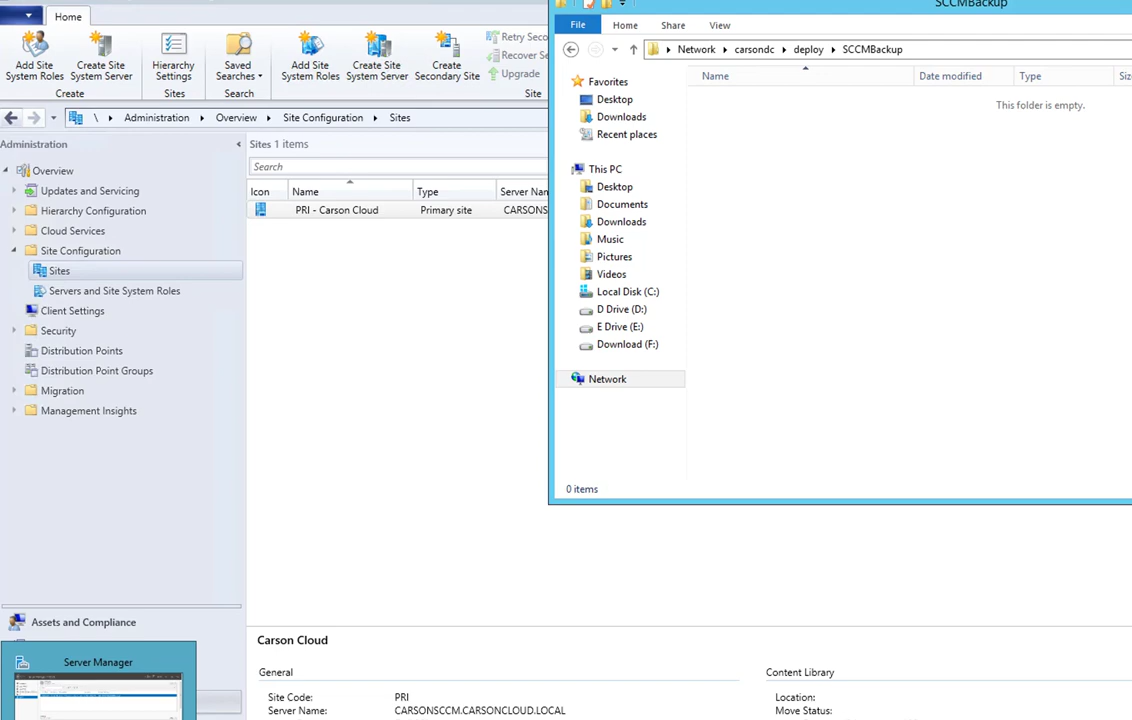 SCCMBackup
Home
File
Home
Share
View
Add Site
System Roles
Create Site
System Server
Hierarchy
Settings
Saved
Searches
Add Site
System Roles
Create Site
System Server
Create
Secondary Site
Retry Seco
Recover Se
Upgrade
Create
Sites
Search
Site
Network
carsondc
deploy
SCCMBackup
Name
Date modified
Type
Siz
This folder is empty.
Favorites
Desktop
Downloads
Recent places
This PC
Desktop
Documents
Downloads
Music
Pictures
Videos
Local Disk (C:)
D Drive (D:)
E Drive (E:)
Download (F:)
Network
0 items
\
Administration
Overview
Site Configuration
Sites
Administration
Overview
Updates and Servicing
Hierarchy Configuration
Cloud Services
Site Configuration
Sites
Servers and Site System Roles
Client Settings
Security
Distribution Points
Distribution Point Groups
Migration
Management Insights
Sites 1 items
Search
Icon
Name
Type
Server Nan
PRI - Carson Cloud
Primary site
CARSONS
Assets and Compliance
Server Manager
Carson Cloud
General
Site Code:
PRI
Server Name:
CARSONSCCM.CARSONCLOUD.LOCAL
Content Library
Location:
Move Status: